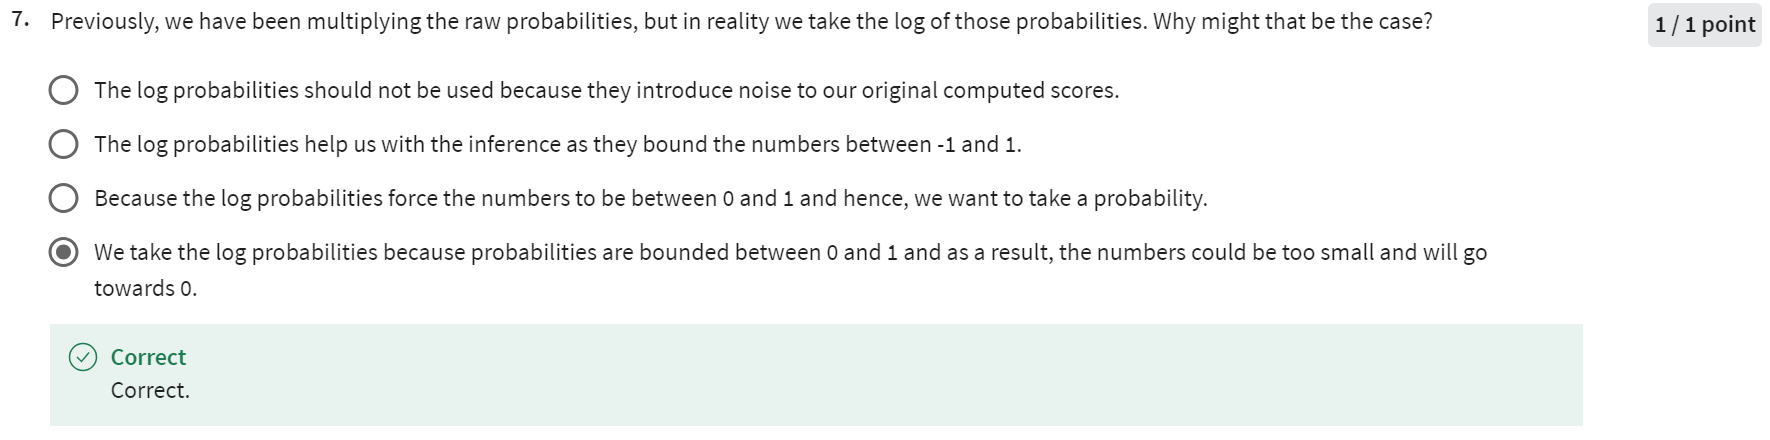 7. Previously, we have been multiplying the raw probabilities, but in reality we take the log of those probabilities. Why might that be the case?
1 / 1 point
The log probabilities should not be used because they introduce noise to our original computed scores.
The log probabilities help us with the inference as they bound the numbers between -1 and 1.
Because the log probabilities force the numbers to be between 0 and 1 and hence, we want to take a probability.
We take the log probabilities because probabilities are bounded between 0 and 1 and as a result, the numbers could be too small and will go
towards 0.
Correct
Correct.